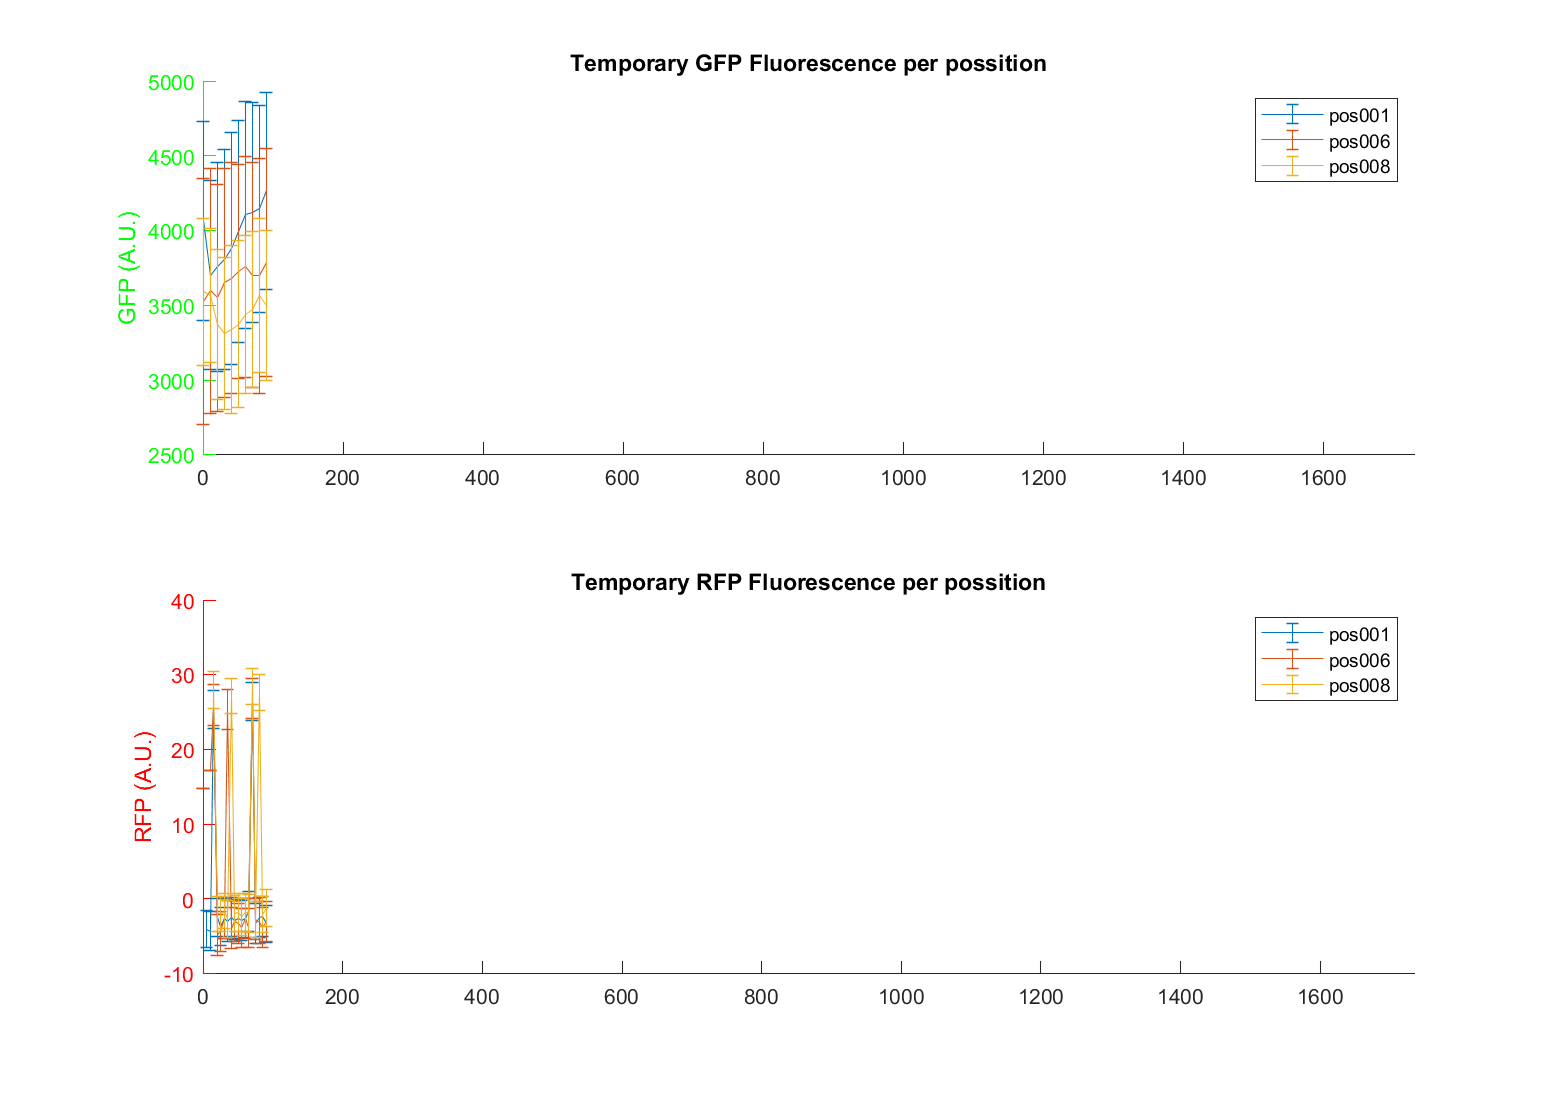 Temporary GFP Fluorescence per possition
5000
4500
4000
3500
3000
2500
GFP (A.U.)
0 200 400 600 800 1000 1200 1400 1600
pos001
pos006
pos008
Temporary RFP Fluorescence per possition
40
30
20
10
0
-10
RFP (A.U.)
0 200 400 600 800 1000 1200 1400 1600
pos001
pos006
pos008